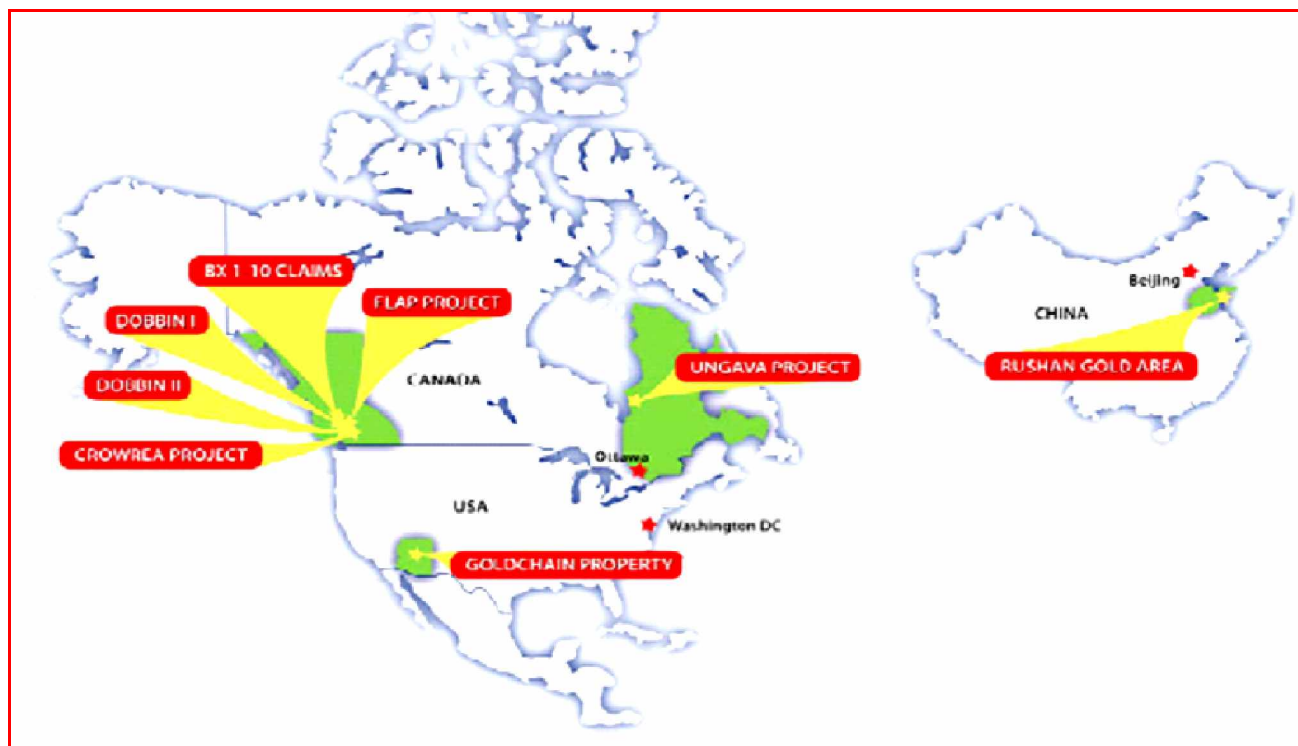 BX 1-10 CLAIMS
FLAP PROJECT
DOBBIN I
DOBBIN II
CROWREA PROJECT
CANADA
UNGAVA PROJECT
Ottawa
USA
Washington DC
GOLDCHAIN PROPERTY
Beijing
CHINA
RUSHAN GOLD AREA